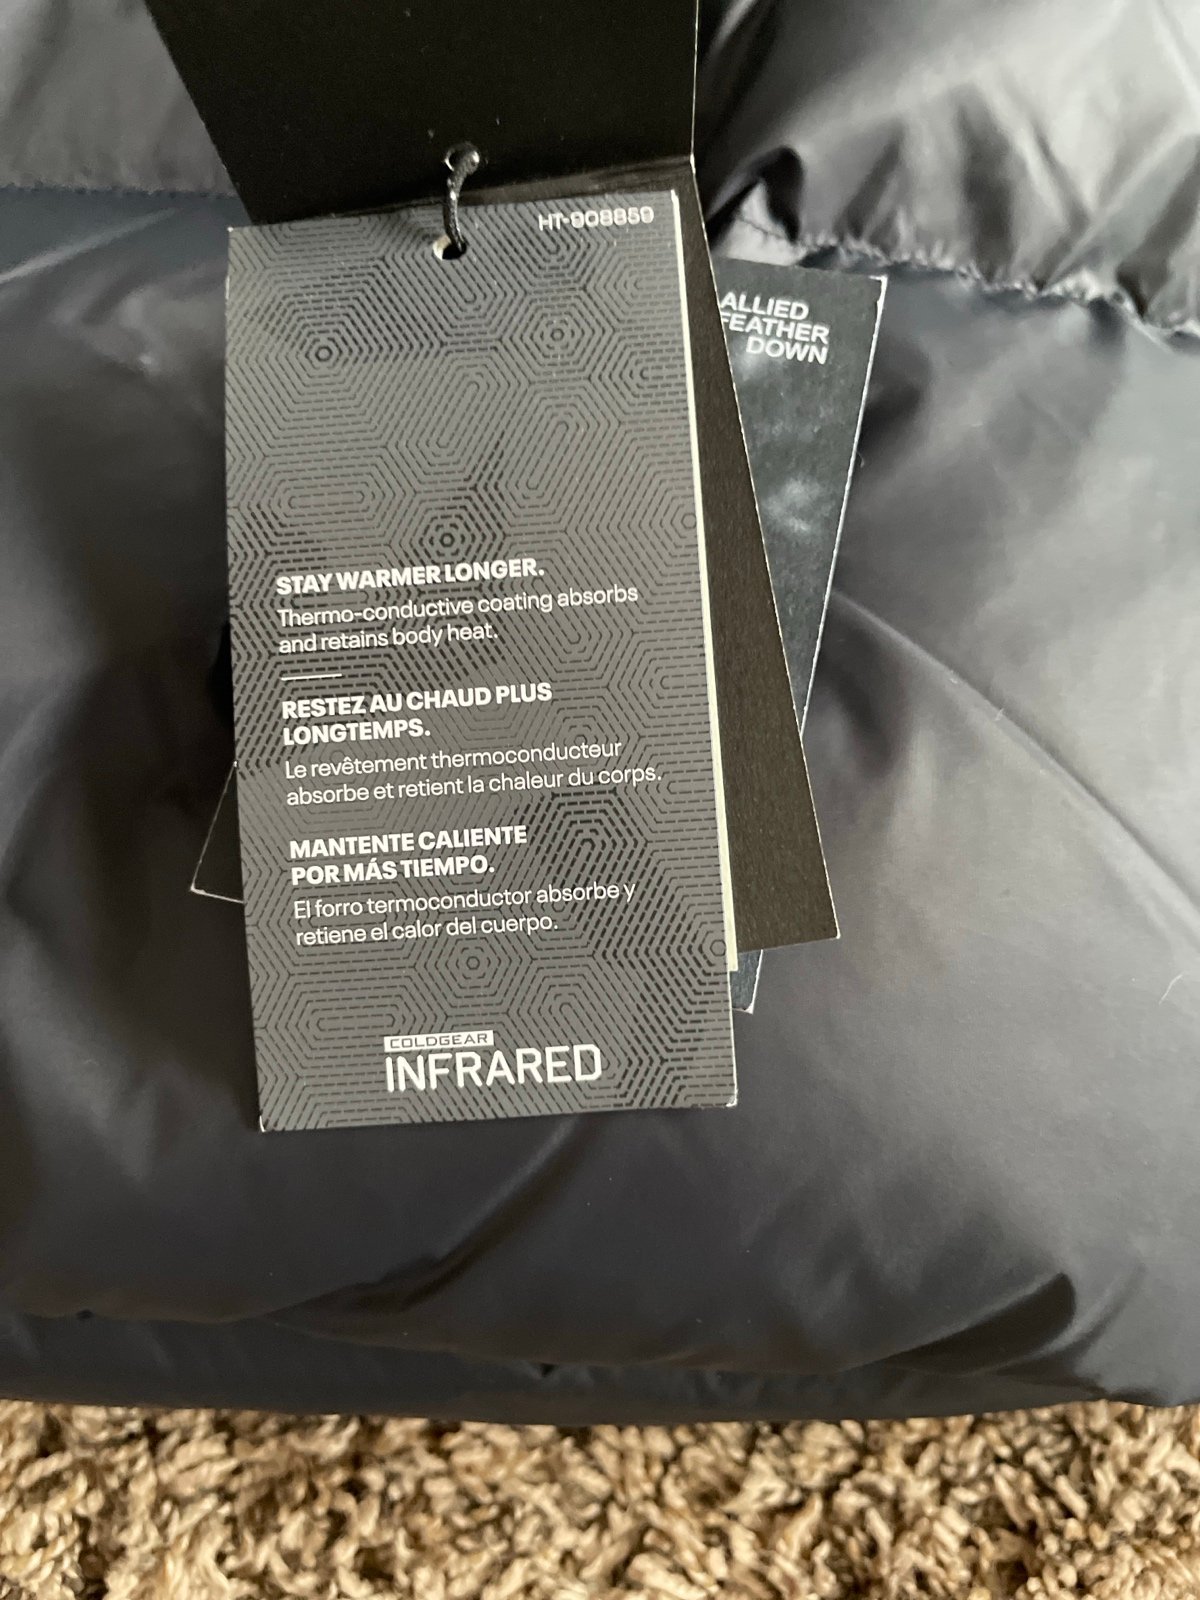 HT-908850
ALLIED
FEATHER
DOWN
STAY WARMER LONGER.
Thermo-conductive coating absorbs
and retains body heat.
RESTEZ AU CHAUD PLUS
LONGTEMPS.
Le revêtement thermoconducteur
absorbe et retient la chaleur du corps.
MANTENTE CALIENTE
POR MÁS TIEMPO.
El forro termoconductor absorbe y
retiene el calor del cuerpo.
COLDGEAR
INFRARED